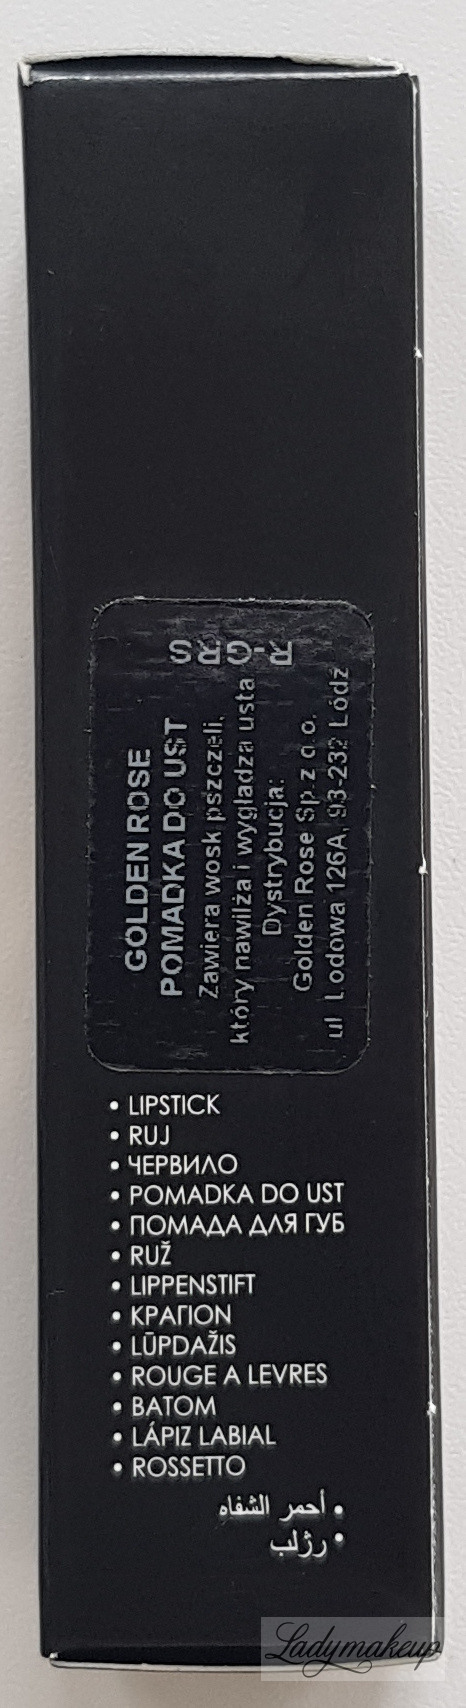 R-GRS
GOLDEN ROSE
POMADKA DO UST
Zawiera wosk pszczeli,
który nawilża i wygładza usta
Dystrybucja:
Golden Rose Sp.z o.o.
ul Lodowa 126A, 93-232 Łódź
• LIPSTICK
• RUJ
• ЧЕРВИЛО
• POMADKA DO UST
• ПОМАДА ДЛЯ ГУБ
• RUŽ
• LIPPENSTIFT
• ΚΡΑΓΙΟΝ
• LŪPDAŽIS
• ROUGE A LEVRES
• BATOM
• LÁPIZ LABIAL
• ROSSETTO
• أحمر الشفاه
• رژلب
Ladymakeup